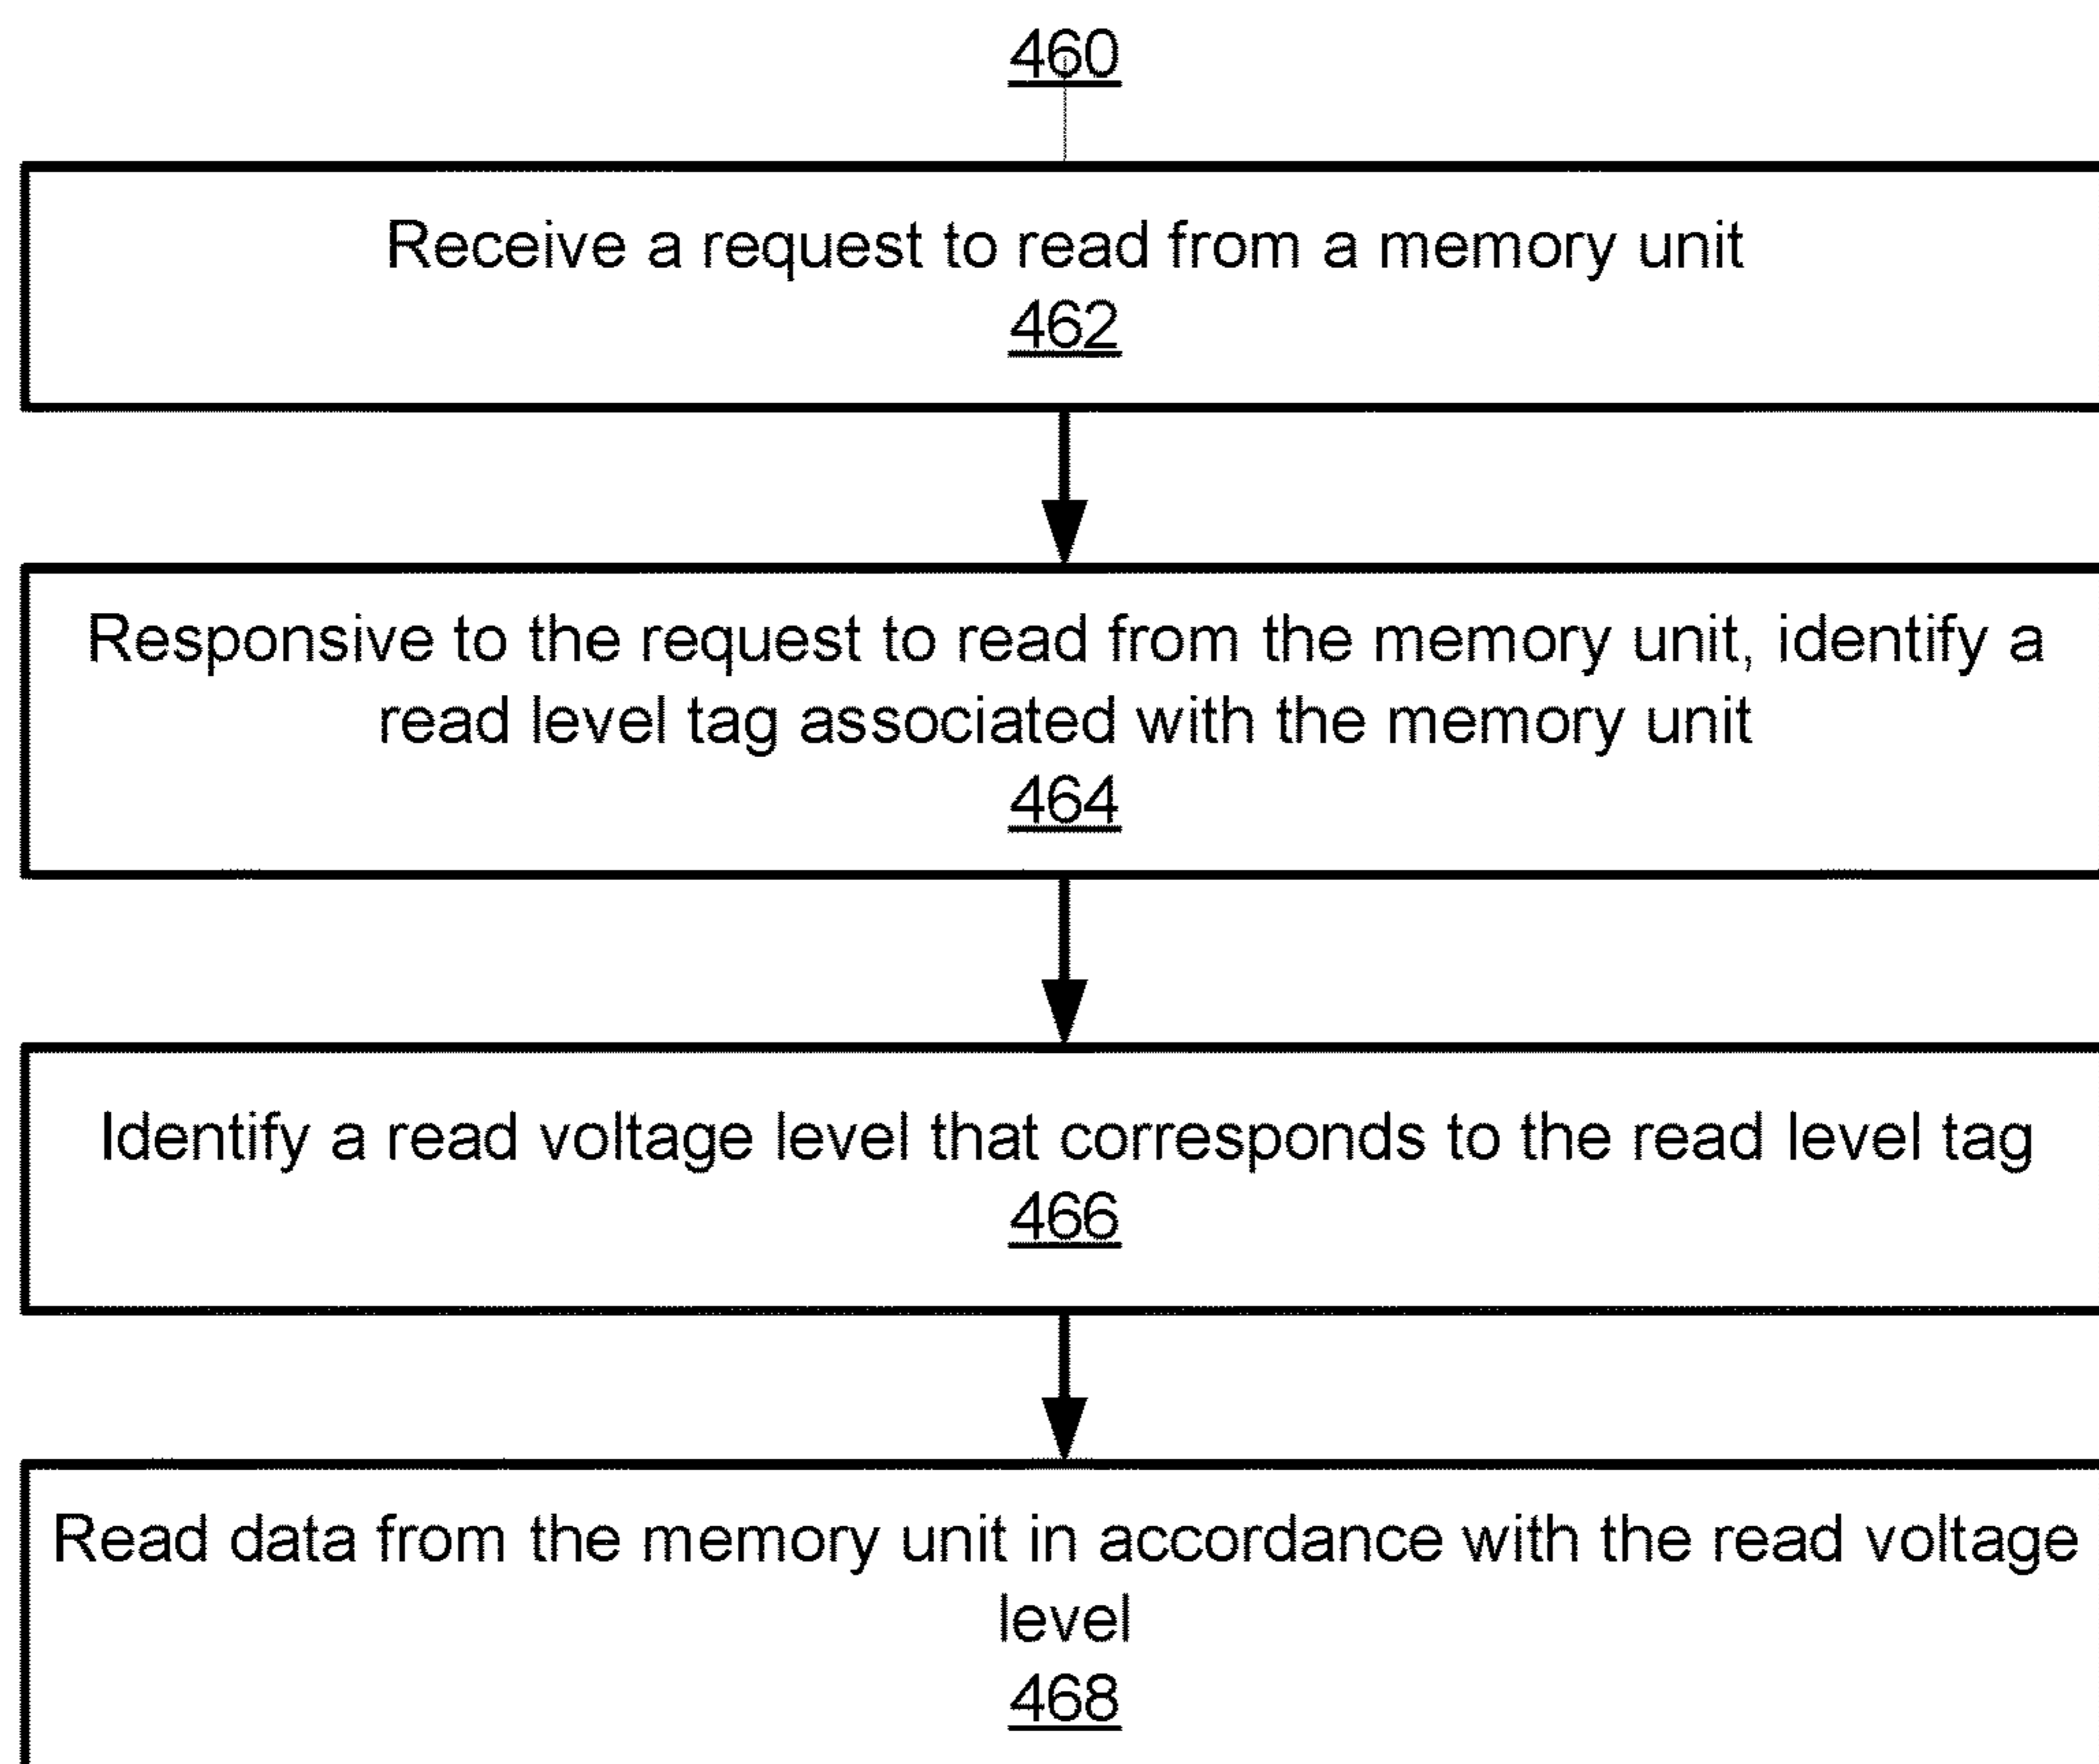 460
Receive a request to read from a memory unit
462
Responsive to the request to read from the memory unit, identify a
read level tag associated with the memory unit
464
Identify a read voltage level that corresponds to the read level tag
466
Read data from the memory unit in accordance with the read voltage
level
468